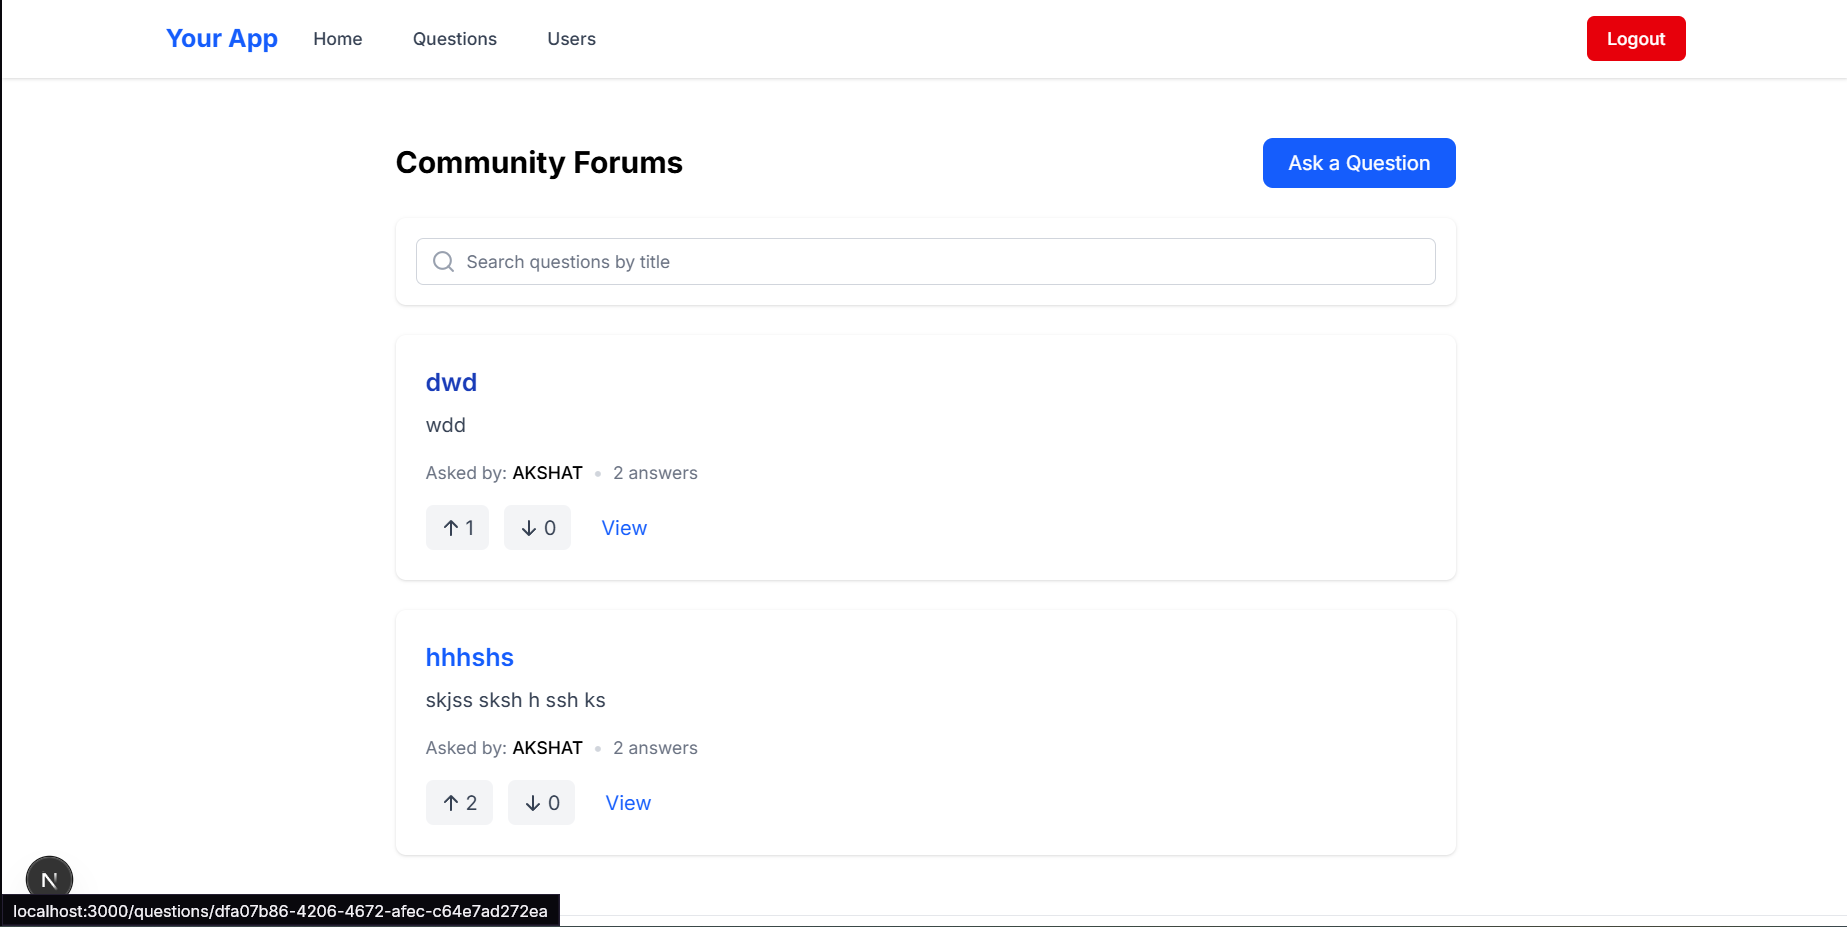 Your App Home Questions Users Logout
Community Forums Ask a Question
Search questions by title
dwd
wdd
Asked by: AKSHAT • 2 answers
↑ 1 ↓ 0 View
hhhshs
skjss sksh h ssh ks
Asked by: AKSHAT • 2 answers
↑ 2 ↓ 0 View
N
localhost:3000/questions/dfa07b86-4206-4672-afec-c64e7ad272ea